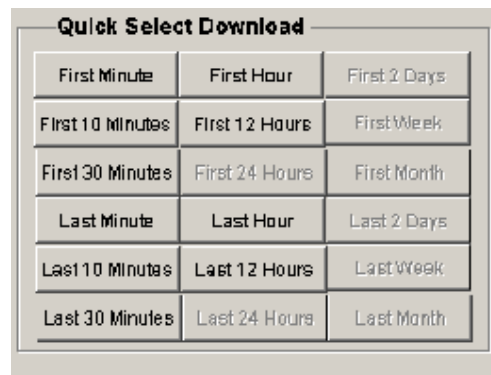 Quick Select Download
First Minute First Hour First 2 Days
First 10 Minutes First 12 Hours First Week
First 30 Minutes First 24 Hours First Month
Last Minute Last Hour Last 2 Days
Last 10 Minutes Last 12 Hours Last Week
Last 30 Minutes Last 24 Hours Last Month